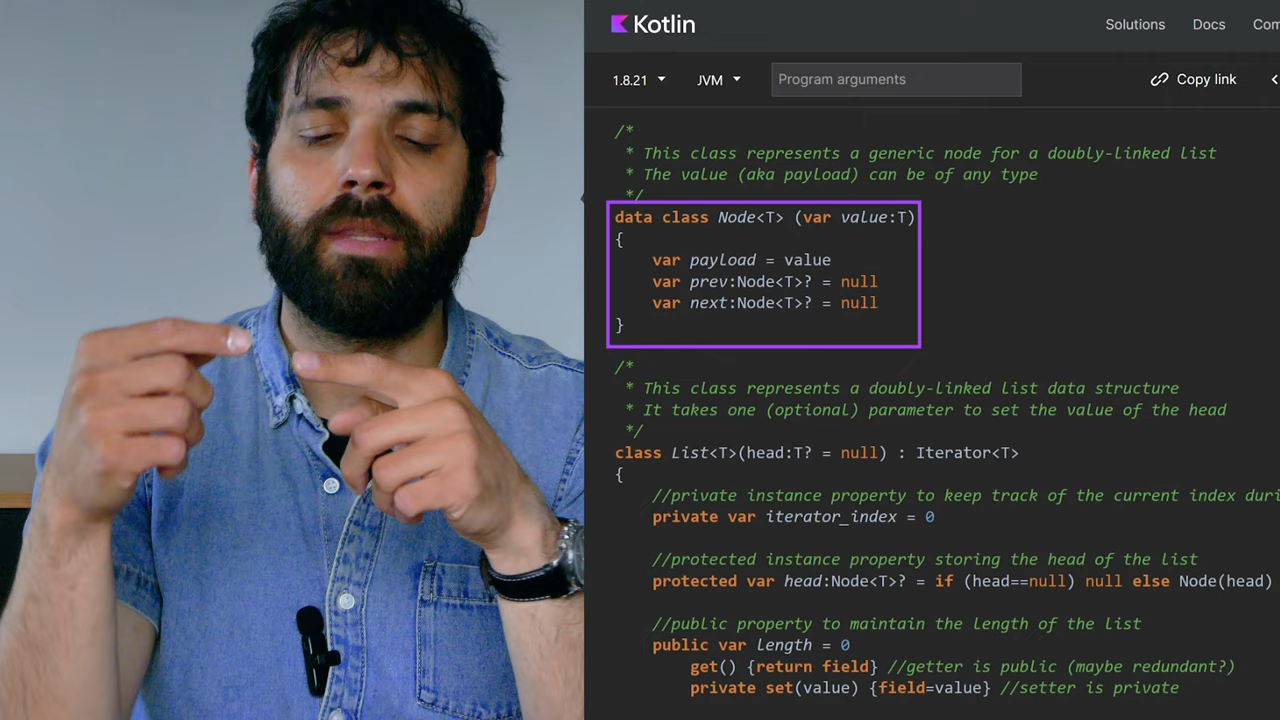 Kotlin
Solutions Docs Com
1.8.21 JVM Program arguments Copy link
/*
* This class represents a generic node for a doubly-linked list
* The value (aka payload) can be of any type
*/
data class Node<T> (var value:T)
{
var payload = value
var prev:Node<T>? = null
var next:Node<T>? = null
}
/*
* This class represents a doubly-linked list data structure
* It takes one (optional) parameter to set the value of the head
*/
class List<T>(head:T? = null) : Iterator<T>
{
//private instance property to keep track of the current index duri
private var iterator_index = 0
//protected instance property storing the head of the list
protected var head:Node<T>? = if (head==null) null else Node(head)
//public property to maintain the length of the list
public var length = 0
get() {return field} //getter is public (maybe redundant?)
private set(value) {field=value} //setter is private